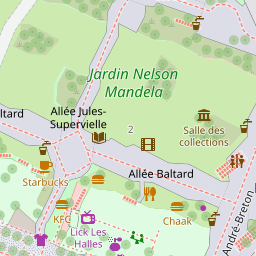 Jardin Nelson
Mandela
Allée Jules-
Supervielle
2
ltard
Salle des
collections
Allée Baltard
Starbucks
KFC
Chaak
André-Breton
Lick Les
Halles